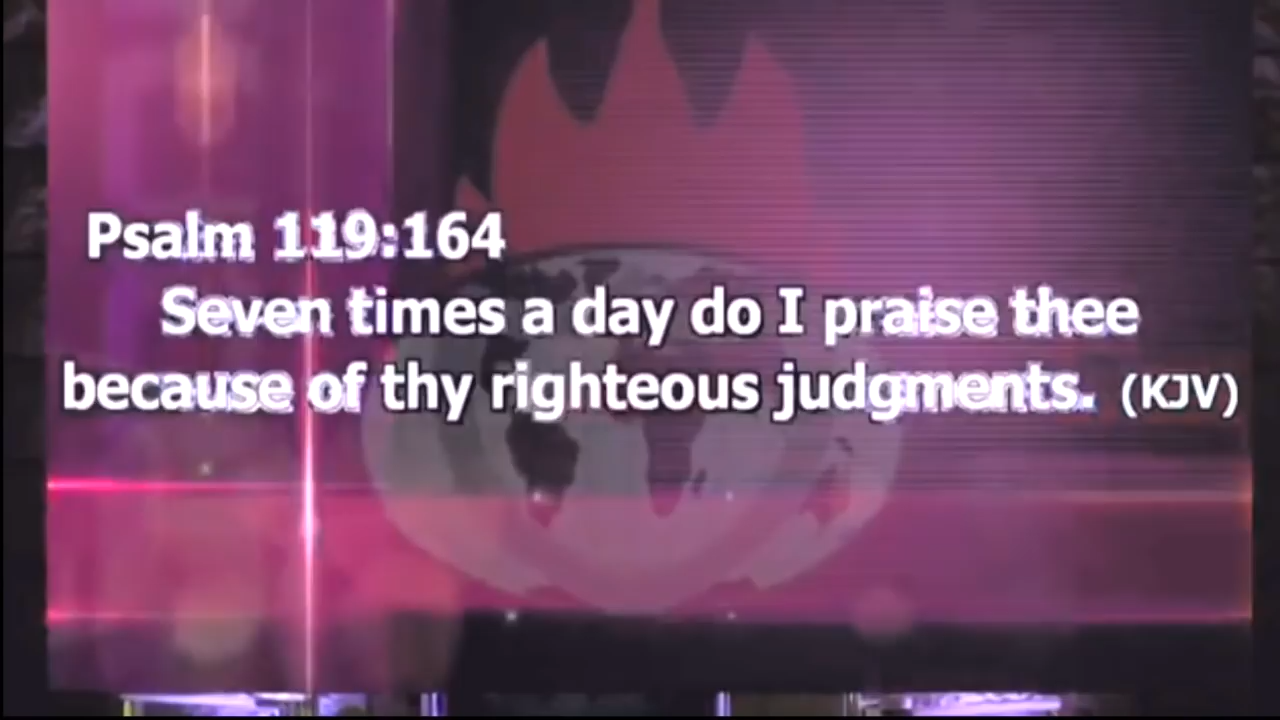 Psalm 119:164
Seven times a day do I praise thee
because of thy righteous judgments. (KJV)